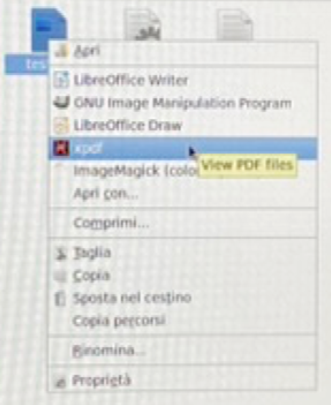 tes
Apri
LibreOffice Writer
GNU Image Manipulation Program
LibreOffice Draw
xpdf
View PDF files
ImageMagick (colo
Apri con...
Comprimi...
Taglia
Copia
Sposta nel cestino
Copia percorsi
Rinomina...
Proprietà